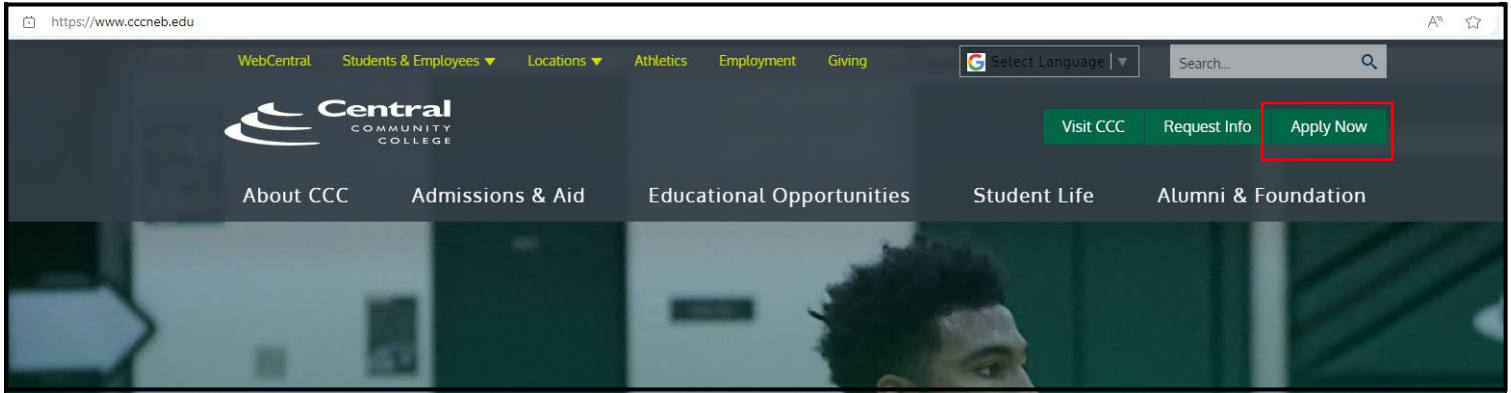 https://www.cccneb.edu
WebCentral Students & Employees ▼ Locations ▼ Athletics Employment Giving Select Language ▼ Search...
Central
COMMUNITY
COLLEGE
Visit CCC Request Info Apply Now
About CCC Admissions & Aid Educational Opportunities Student Life Alumni & Foundation